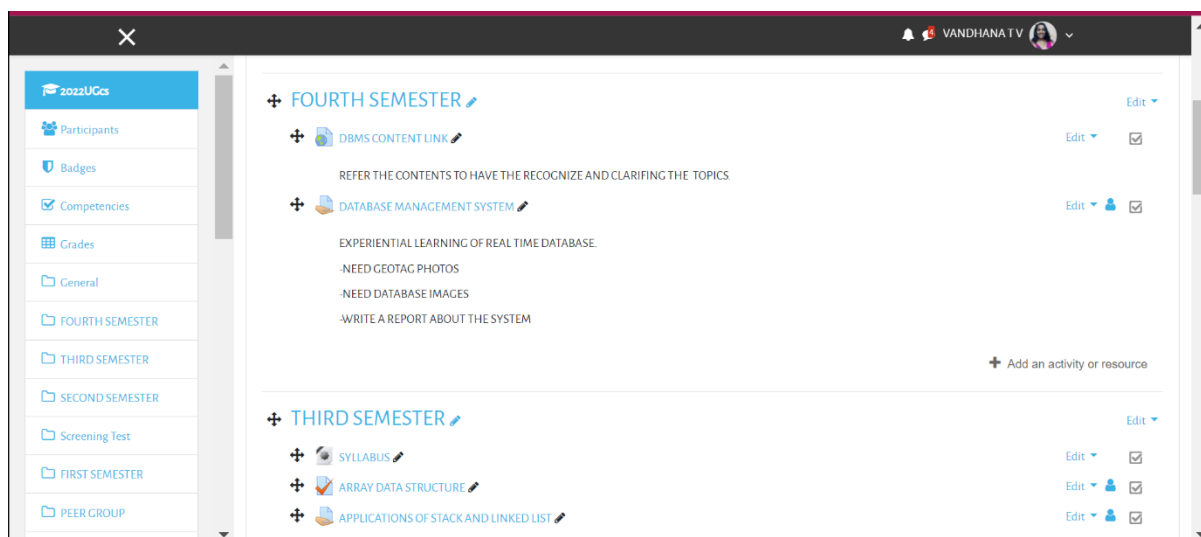 4 VANDHANA T V
2022UGcs
Participants
Badges
Competencies
Grades
General
FOURTH SEMESTER
THIRD SEMESTER
SECOND SEMESTER
Screening Test
FIRST SEMESTER
PEER GROUP
FOURTH SEMESTER Edit
DBMS CONTENT LINK Edit
REFER THE CONTENTS TO HAVE THE RECOGNIZE AND CLARIFING THE TOPICS.
DATABASE MANAGEMENT SYSTEM Edit
EXPERIENTIAL LEARNING OF REAL TIME DATABASE.
-NEED GEOTAG PHOTOS
-NEED DATABASE IMAGES
-WRITE A REPORT ABOUT THE SYSTEM
Add an activity or resource
THIRD SEMESTER Edit
SYLLABUS Edit
ARRAY DATA STRUCTURE Edit
APPLICATIONS OF STACK AND LINKED LIST Edit